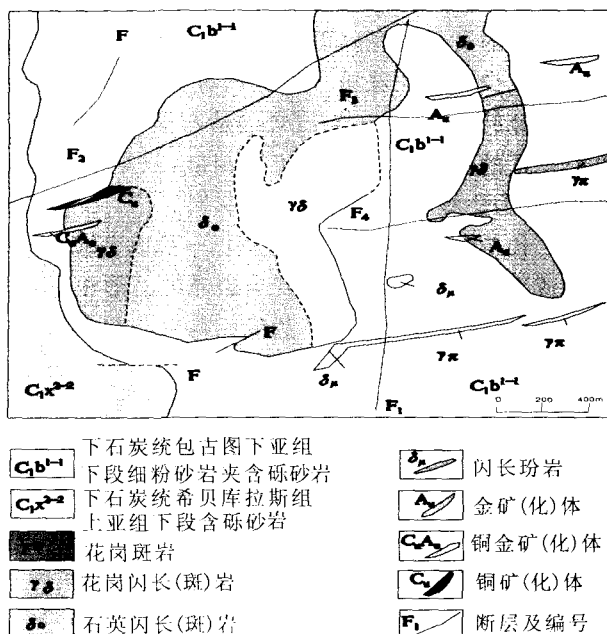 F C₁b¹⁻¹
δₒ
Aᵤ
F₃
Aᵤ
C₁b¹⁻¹
F₂
γπ
Cᵤ
γδ
δₒ
F₄
CᵤAᵤ
γδ
Aᵤ
δμ
F
γπ γπ
F
δμ
C₁x²⁻²
F₁
C₁b¹⁻¹
0 200 400m
C₁b¹⁻¹ 下石炭统包古图下亚组
下段细粉砂岩夹含砾砂岩
C₁x²⁻² 下石炭统希贝库拉斯组
上亚组下段含砾砂岩
花岗斑岩
γδ 花岗闪长(斑)岩
δₒ 石英闪长(斑)岩
δμ 闪长玢岩
Aᵤ 金矿(化)体
CᵤAᵤ 铜金矿(化)体
Cᵤ 铜矿(化)体
F₁ 断层及编号